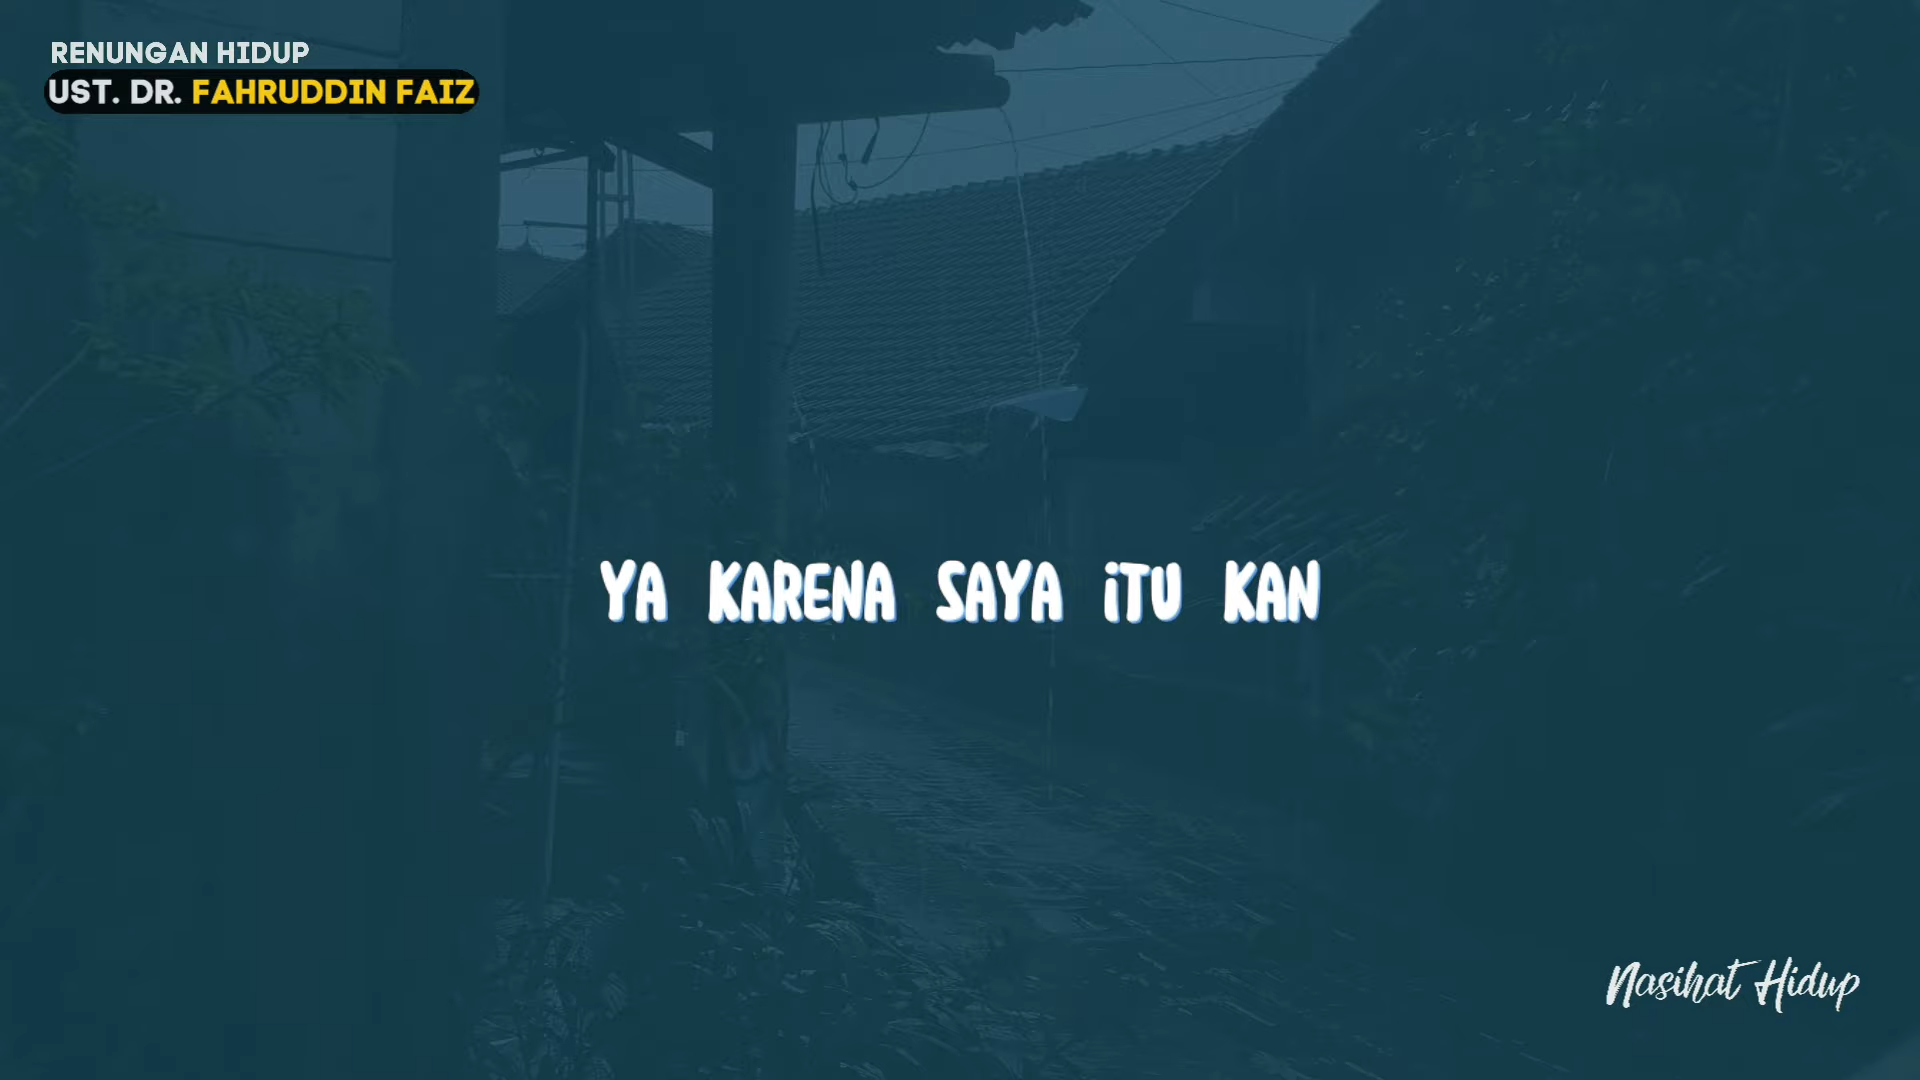 RENUNGAN HIDUP
UST. DR. FAHRUDDIN FAIZ
YA KARENA SAYA iTU KAN
Nasihat Hidup